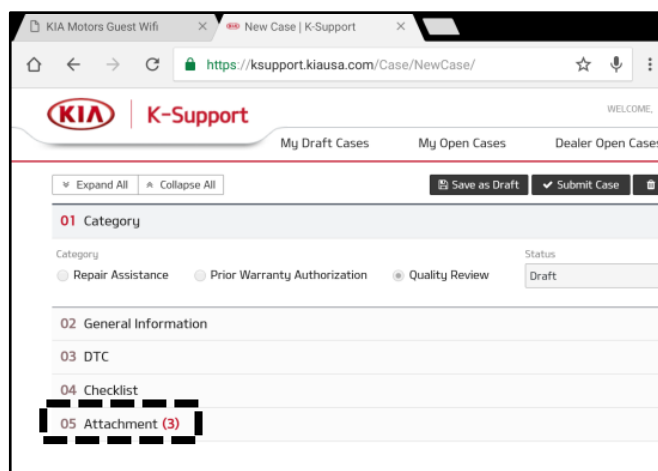 KIA Motors Guest Wifi
New Case | K-Support
https://ksupport.kiausa.com/Case/NewCase/
KIA K-Support
WELCOME,
My Draft Cases My Open Cases Dealer Open Cases
Expand All Collapse All Save as Draft Submit Case
01 Category
Category Status
Repair Assistance Prior Warranty Authorization Quality Review Draft
02 General Information
03 DTC
04 Checklist
05 Attachment (3)